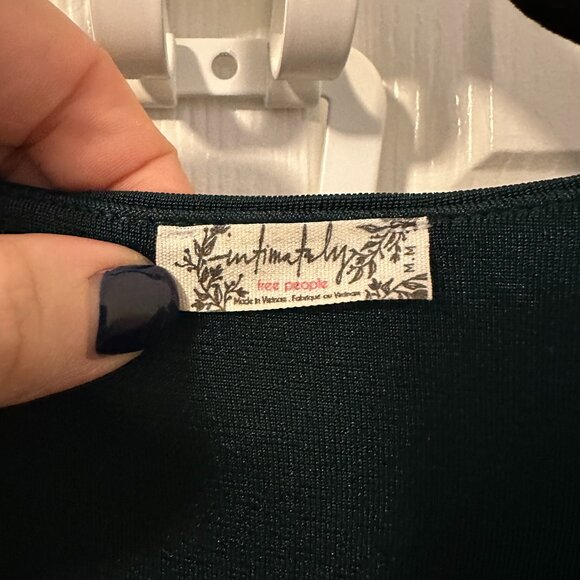 intimately
free people
Made in Vietnam . Fabriqué au Vietnam
M.M